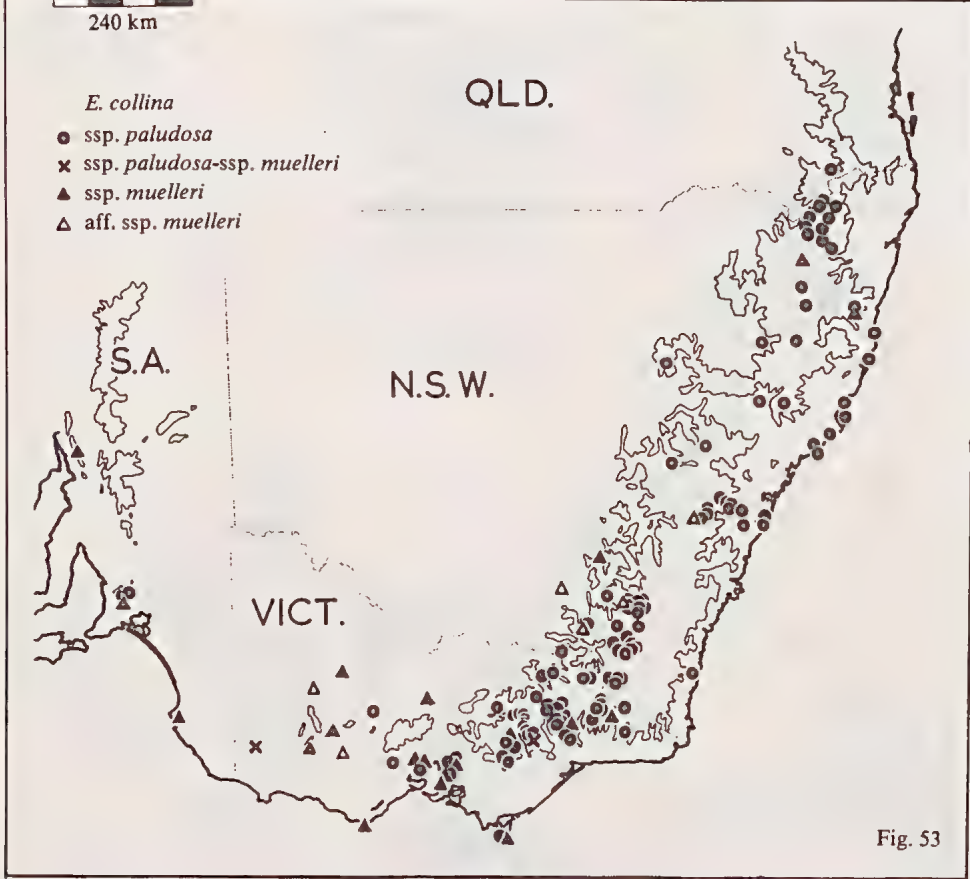 240 km
E. collina
ssp. paludosa
ssp. paludosa-ssp. muelleri
ssp. muelleri
aff. ssp. muelleri
QLD.
S.A.
N.S.W.
VICT.
Fig. 53